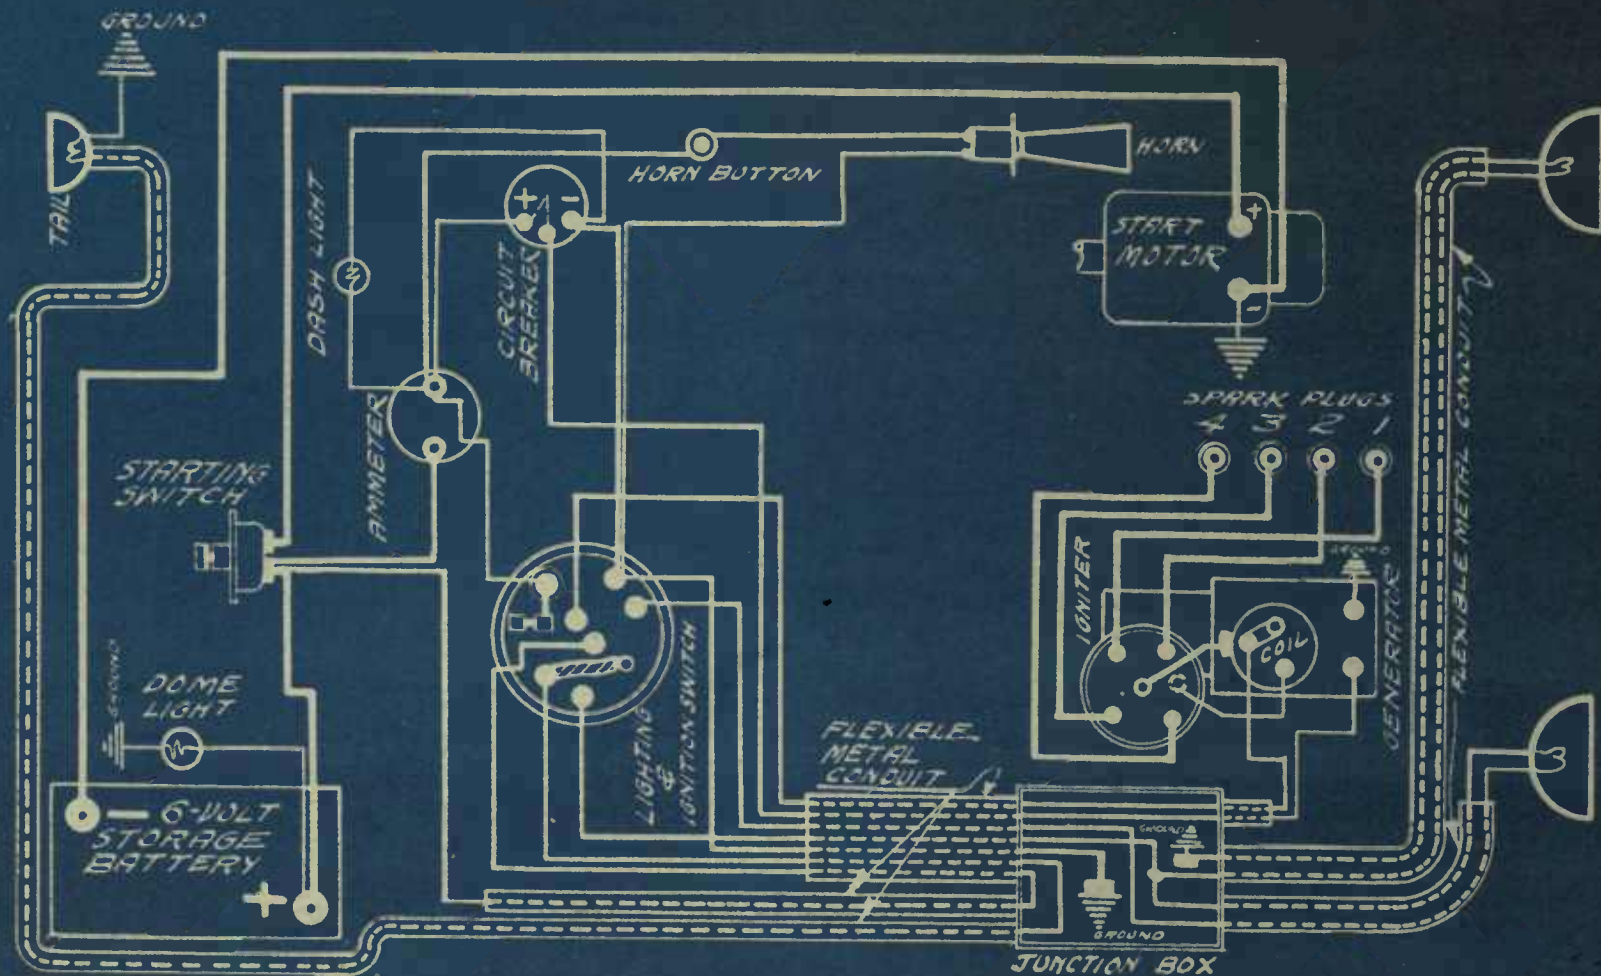 GROUND
TAIL
DASH LIGHT
+ -
CIRCUIT
BREAKER
HORN BUTTON
HORN
START
MOTOR
+
-
AMMETER
STARTING
SWITCH
SPARK PLUGS
4 3 2 1
FLEXIBLE METAL CONDUIT
IGNITER
GROUND
COIL
GENERATOR
GROUND
DOME
LIGHT
LIGHTING
&
IGNITION SWITCH
FLEXIBLE
METAL
CONDUIT
- 6-VOLT
STORAGE
BATTERY
+
GROUND
GROUND
JUNCTION BOX